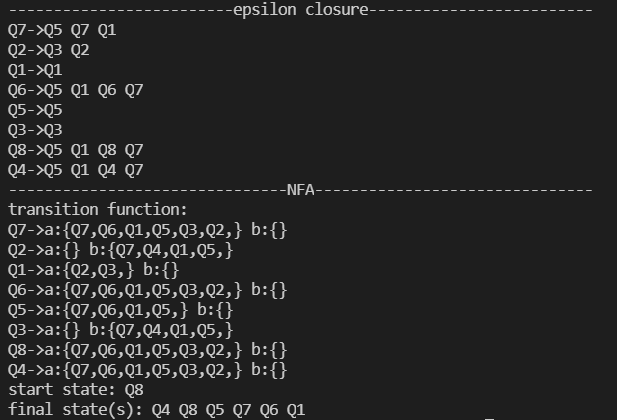 -------------------------epsilon closure-------------------------
Q7->Q5 Q7 Q1
Q2->Q3 Q2
Q1->Q1
Q6->Q5 Q1 Q6 Q7
Q5->Q5
Q3->Q3
Q8->Q5 Q1 Q8 Q7
Q4->Q5 Q1 Q4 Q7
-------------------------------NFA-------------------------------
transition function:
Q7->a:{Q7,Q6,Q1,Q5,Q3,Q2,} b:{}
Q2->a:{} b:{Q7,Q4,Q1,Q5,}
Q1->a:{Q2,Q3,} b:{}
Q6->a:{Q7,Q6,Q1,Q5,Q3,Q2,} b:{}
Q5->a:{Q7,Q6,Q1,Q5,} b:{}
Q3->a:{} b:{Q7,Q4,Q1,Q5,}
Q8->a:{Q7,Q6,Q1,Q5,Q3,Q2,} b:{}
Q4->a:{Q7,Q6,Q1,Q5,Q3,Q2,} b:{}
start state: Q8
final state(s): Q4 Q8 Q5 Q7 Q6 Q1